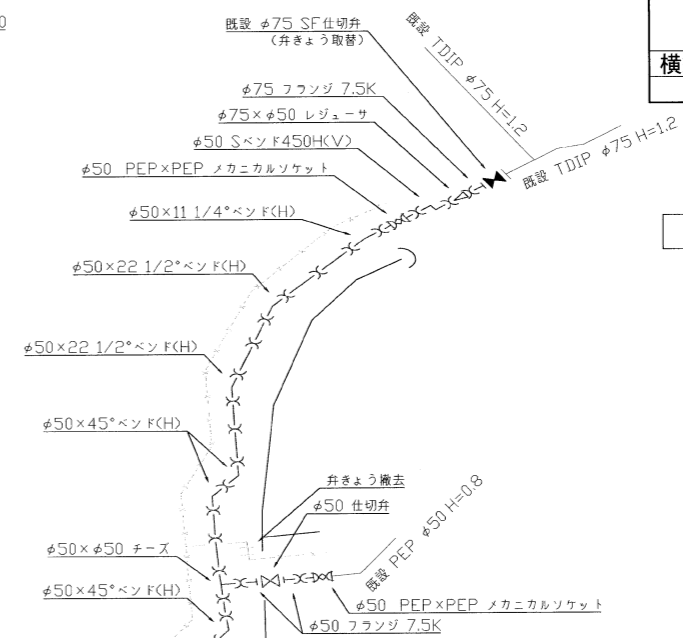 0
既設 φ75 SF仕切弁
(弁きょう取替)
既設 TDIP φ75 H=1.2
横
φ75 フランジ 7.5K
φ75×φ50 レジューサ
φ50 Sベンド450H(V)
既設 TDIP φ75 H=1.2
φ50 PEP×PEP メカニカルソケット
φ50×11 1/4°ベンド(H)
φ50×22 1/2°ベンド(H)
φ50×22 1/2°ベンド(H)
φ50×45°ベンド(H)
弁きょう撤去
φ50 仕切弁
既設 PEP φ50 H=0.8
φ50×φ50 チーズ
φ50×45°ベンド(H)
φ50 PEP×PEP メカニカルソケット
φ50 フランジ 7.5K